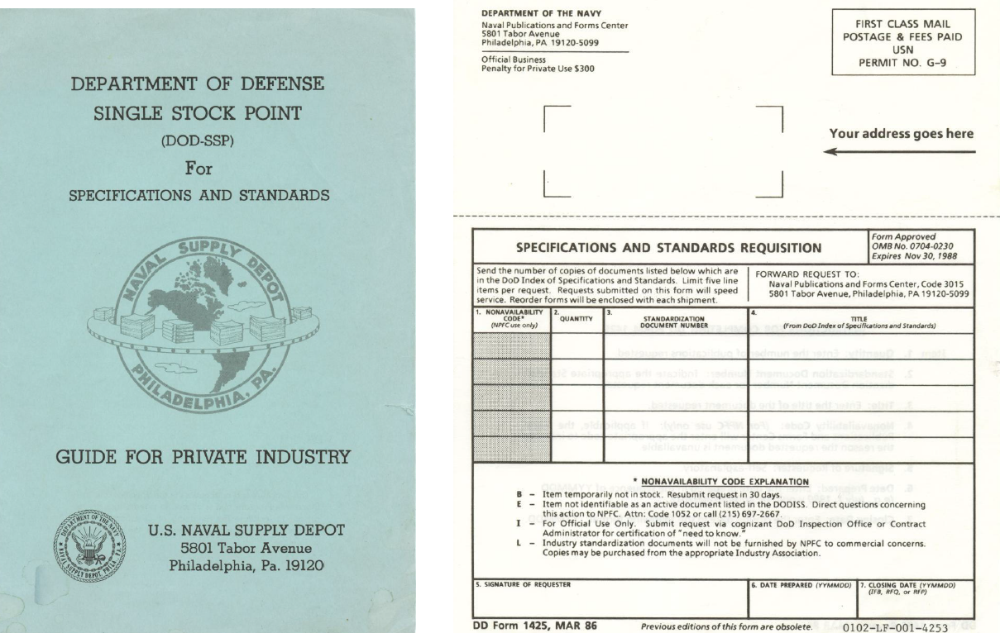 DEPARTMENT OF DEFENSE
SINGLE STOCK POINT
(DOD-SSP)
For
SPECIFICATIONS AND STANDARDS
NAVAL SUPPLY DEPOT
PHILADELPHIA, PA.
GUIDE FOR PRIVATE INDUSTRY
U.S. NAVAL SUPPLY DEPOT
5801 Tabor Avenue
Philadelphia, Pa. 19120
DEPARTMENT OF THE NAVY
Naval Publications and Forms Center
5801 Tabor Avenue
Philadelphia, PA 19120-5099
Official Business
Penalty for Private Use $300
FIRST CLASS MAIL
POSTAGE & FEES PAID
USN
PERMIT NO. G-9
Your address goes here
SPECIFICATIONS AND STANDARDS REQUISITION
Form Approved
OMB No. 0704-0230
Expires Nov 30, 1988
Send the number of copies of documents listed below which are
in the DoD Index of Specifications and Standards. Limit five line
items per request. Requests submitted on this form will speed
service. Reorder forms will be enclosed with each shipment.
FORWARD REQUEST TO:
Naval Publications and Forms Center, Code 3015
5801 Tabor Avenue, Philadelphia, PA 19120-5099
1. NONAVAILABILITY
CODE*
(NPFC use only)
2.
QUANTITY
3.
STANDARDIZATION
DOCUMENT NUMBER
4.
TITLE
(From DoD Index of Specifications and Standards)
* NONAVAILABILITY CODE EXPLANATION
B – Item temporarily not in stock. Resubmit request in 30 days.
E – Item not identifiable as an active document listed in the DODISS. Direct questions concerning
this action to NPFC. Attn: Code 1052 or call (215) 697-2667.
I – For Official Use Only. Submit request via cognizant DoD Inspection Office or Contract
Administrator for certification of "need to know."
L – Industry standardization documents will not be furnished by NPFC to commercial concerns.
Copies may be purchased from the appropriate Industry Association.
5. SIGNATURE OF REQUESTER
6. DATE PREPARED (YYMMDD)
7. CLOSING DATE (YYMMDD)
(IFB, RFQ, or RFP)
DD Form 1425, MAR 86
Previous editions of this form are obsolete.
0102-LF-001-4253